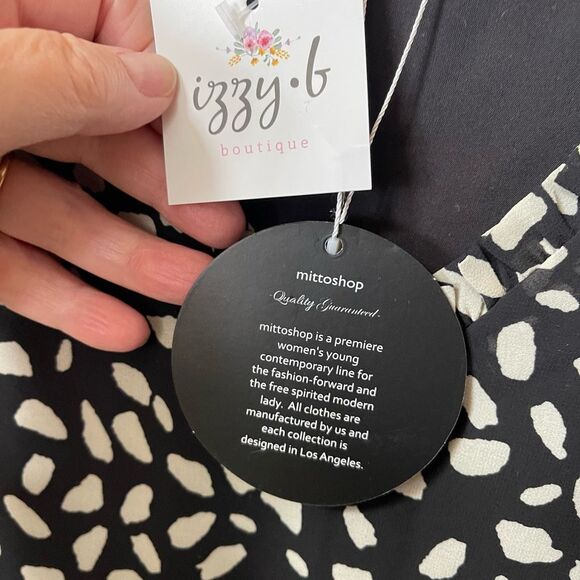 izzy•b
boutique
mittoshop
-Quality Guaranteed-
mittoshop is a premiere
women's young
contemporary line for
the fashion-forward and
the free spirited modern
lady. All clothes are
manufactured by us and
each collection is
designed in Los Angeles.